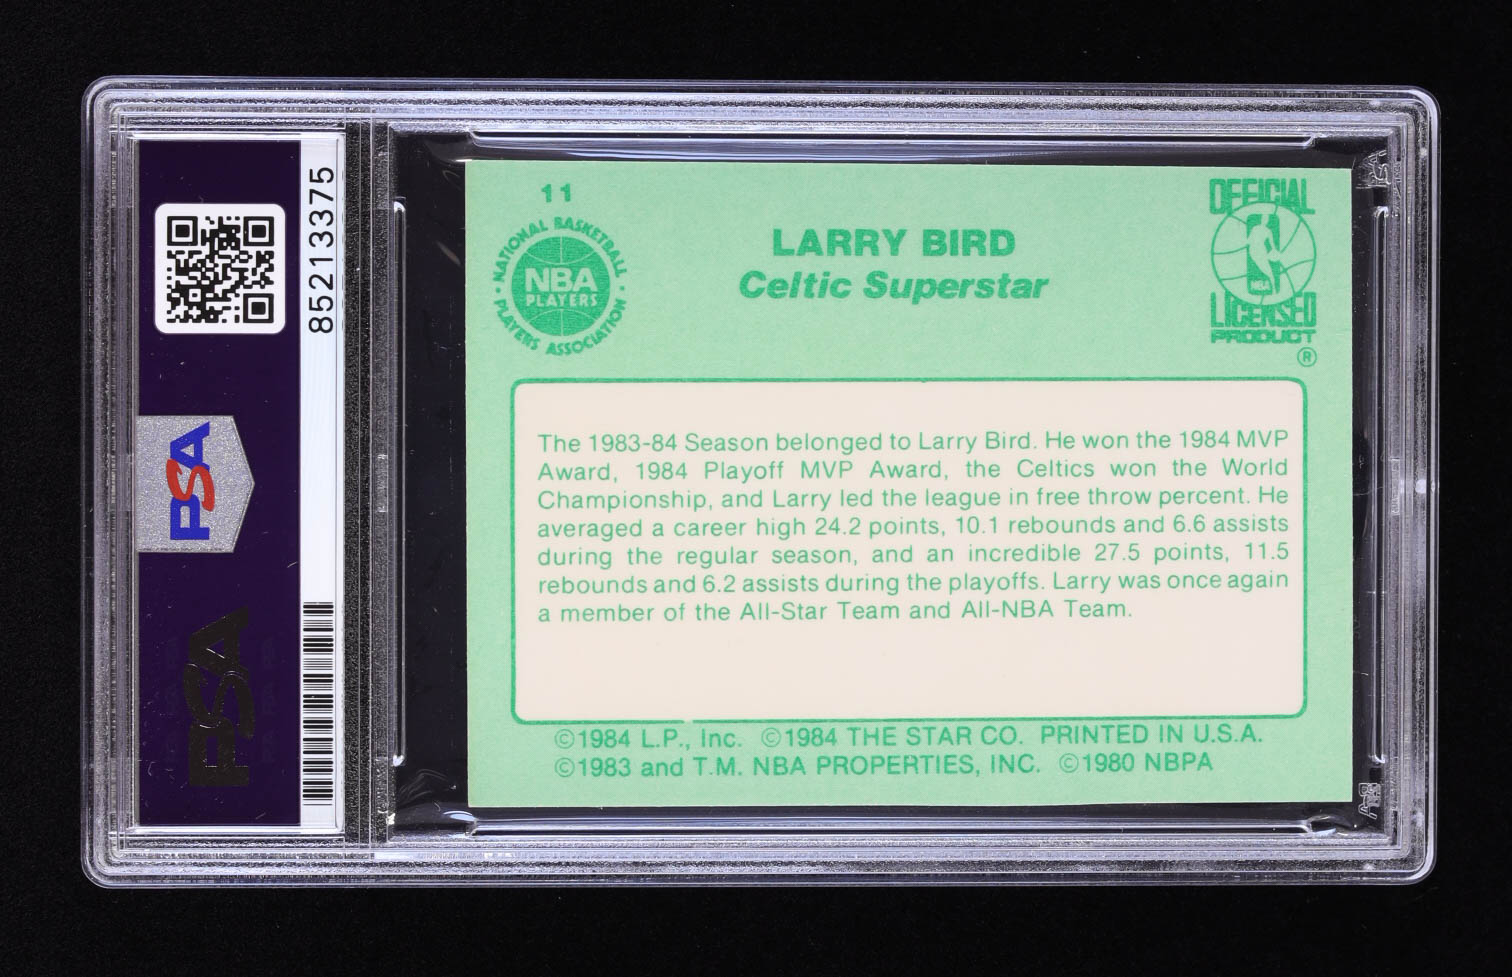 85213375
PSA
PSA
11
NATIONAL BASKETBALL
NBA
PLAYERS
PLAYERS ASSOCIATION
LARRY BIRD
Celtic Superstar
OFFICIAL
LICENSED
PRODUCT
®
The 1983-84 Season belonged to Larry Bird. He won the 1984 MVP
Award, 1984 Playoff MVP Award, the Celtics won the World
Championship, and Larry led the league in free throw percent. He
averaged a career high 24.2 points, 10.1 rebounds and 6.6 assists
during the regular season, and an incredible 27.5 points, 11.5
rebounds and 6.2 assists during the playoffs. Larry was once again
a member of the All-Star Team and All-NBA Team.
©1984 L.P., Inc. ©1984 THE STAR CO. PRINTED IN U.S.A.
©1983 and T.M. NBA PROPERTIES, INC. ©1980 NBPA